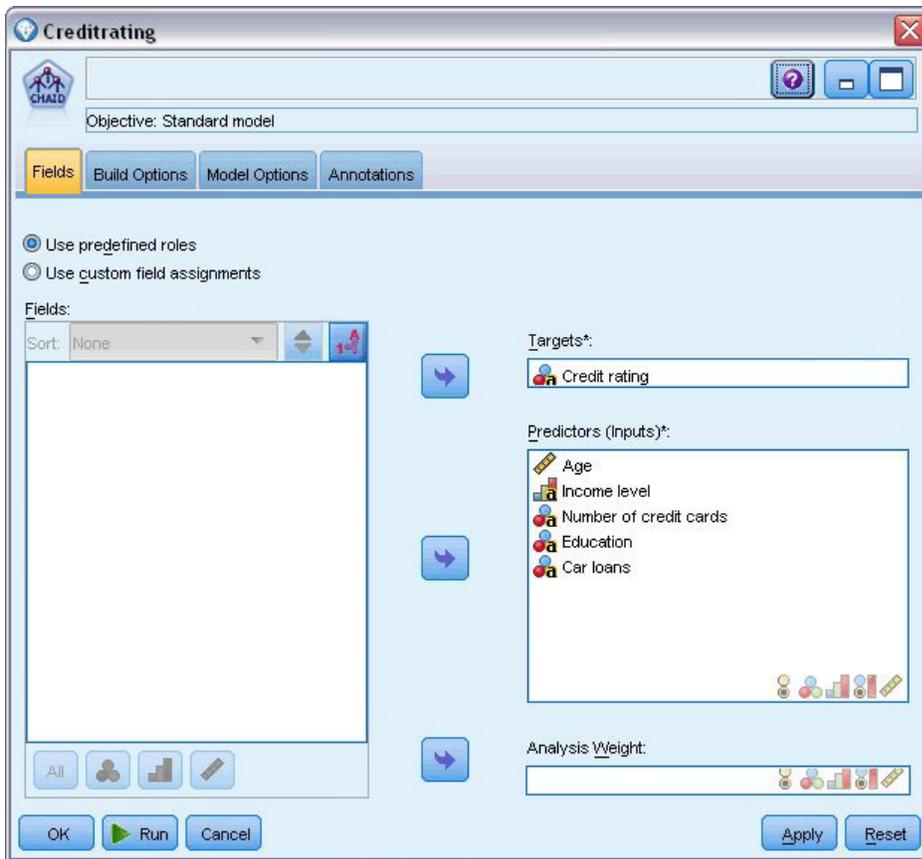 Creditrating
CHAID
Objective: Standard model
Fields Build Options Model Options Annotations
Use predefined roles
Use custom field assignments
Fields:
Sort: None
Targets*:
Credit rating
Predictors (Inputs)*:
Age
Income level
Number of credit cards
Education
Car loans
Analysis Weight:
All
OK Run Cancel Apply Reset